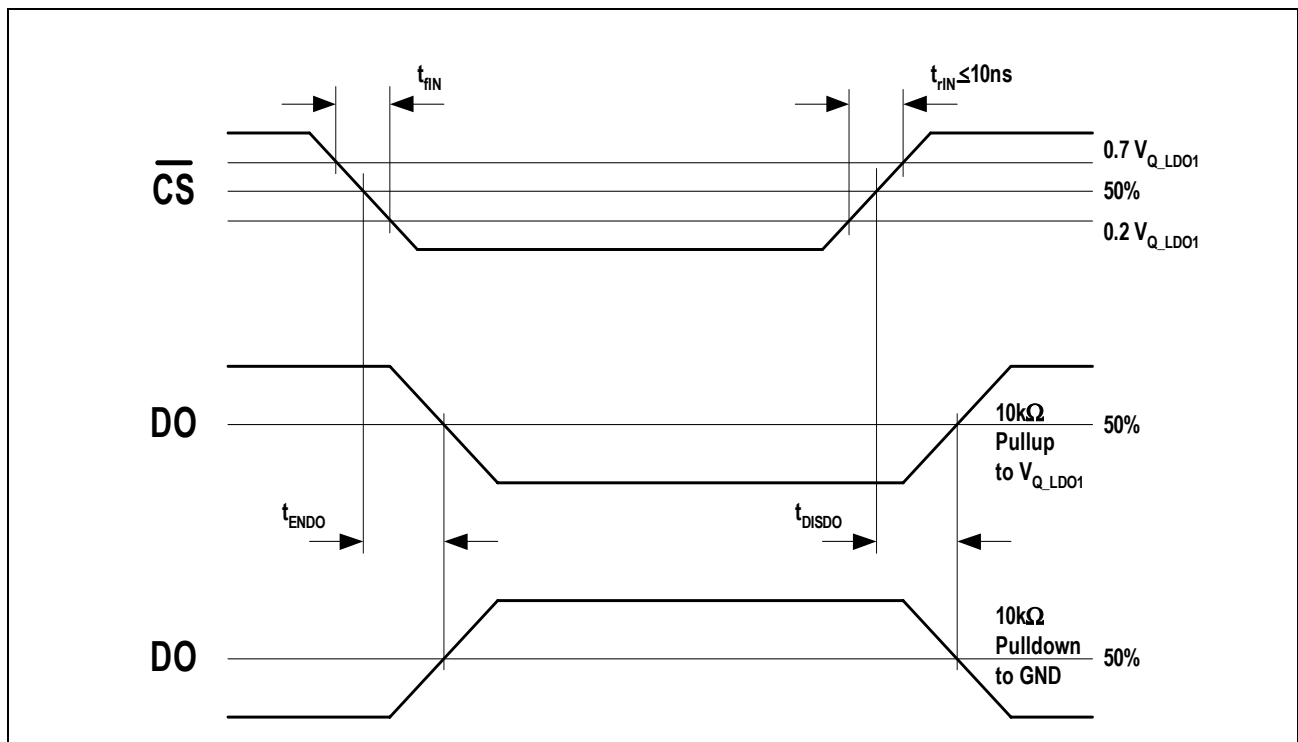 tfIN
trIN≤10ns
CS
0.7 VQ_LDO1
50%
0.2 VQ_LDO1
DO
10kΩ
Pullup
to VQ_LDO1
50%
tENDO
tDISDO
DO
10kΩ
Pulldown
to GND
50%